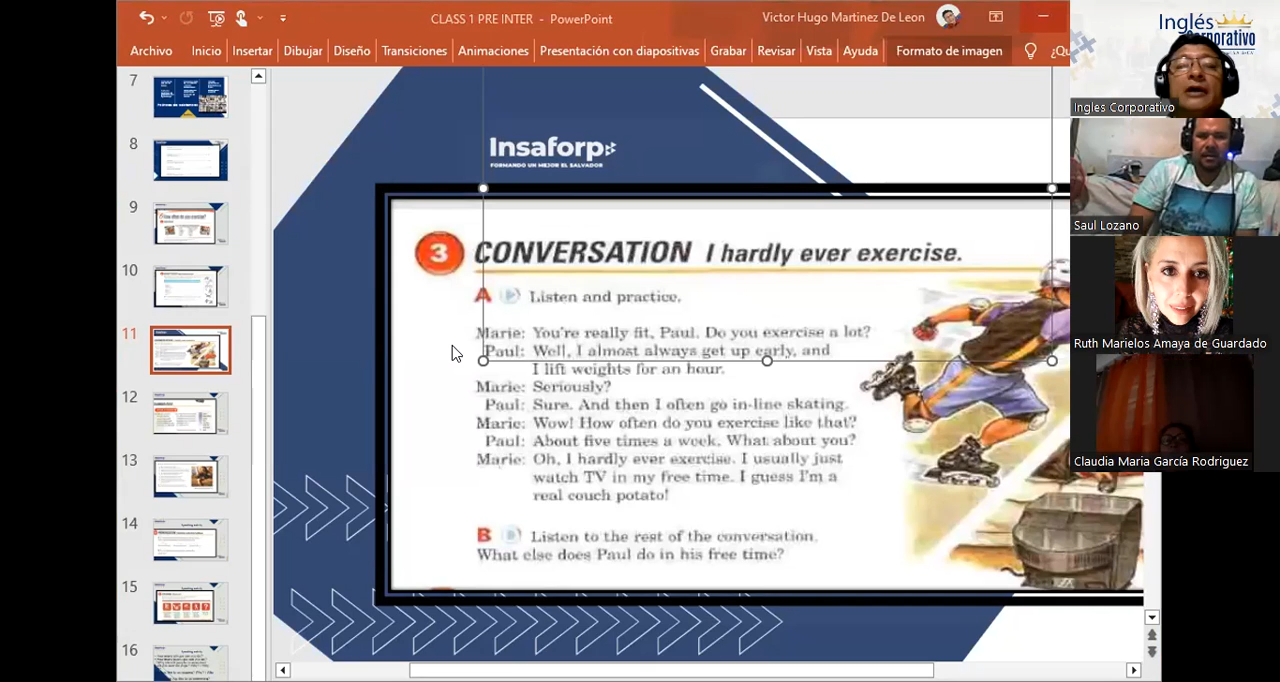 CLASS 1 PRE INTER - PowerPoint
Victor Hugo Martinez De Leon
Archivo Inicio Insertar Dibujar Diseño Transiciones Animaciones Presentación con diapositivas Grabar Revisar Vista Ayuda Formato de imagen
Inglés
Corporativo
Ingles Corporativo
Saul Lozano
Ruth Marielos Amaya de Guardado
Claudia Maria García Rodriguez
7
8
9
10
11
12
13
14
15
16
Insaforp
FORMANDO UN MEJOR EL SALVADOR
3 CONVERSATION I hardly ever exercise.
A Listen and practice.
Marie: You're really fit, Paul. Do you exercise a lot?
Paul: Well, I almost always get up early, and
I lift weights for an hour.
Marie: Seriously?
Paul: Sure. And then I often go in-line skating.
Marie: Wow! How often do you exercise like that?
Paul: About five times a week. What about you?
Marie: Oh, I hardly ever exercise. I usually just
watch TV in my free time. I guess I'm a
real couch potato!
B Listen to the rest of the conversation.
What else does Paul do in his free time?